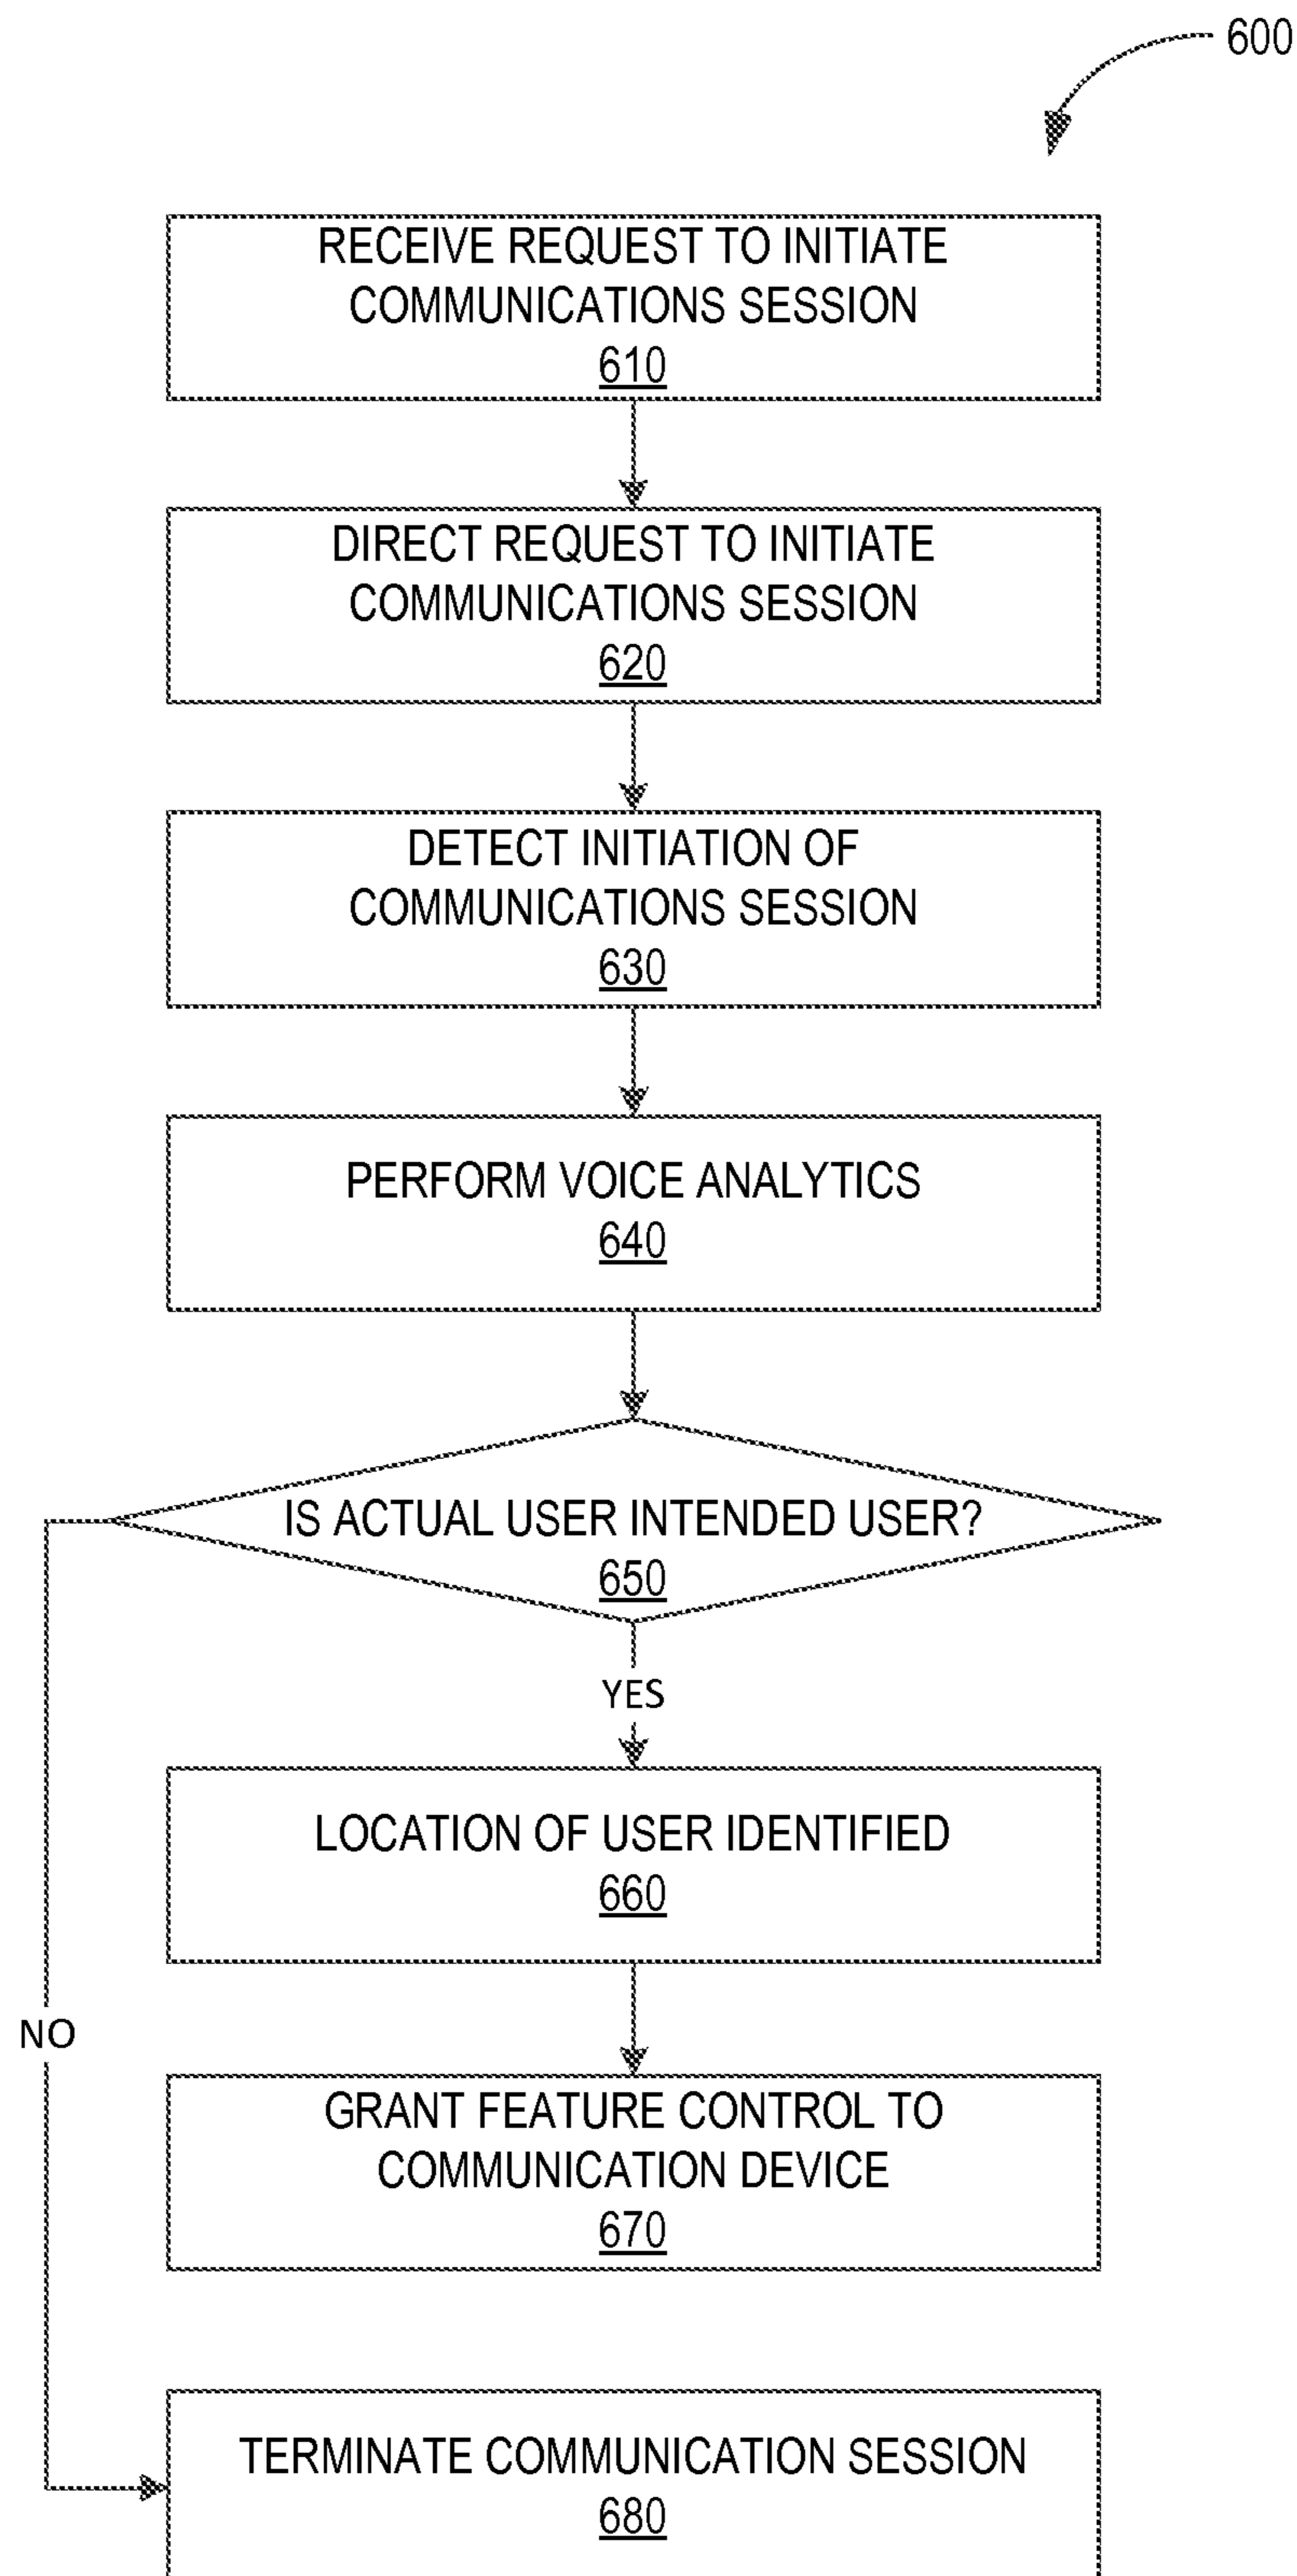 600
RECEIVE REQUEST TO INITIATE
COMMUNICATIONS SESSION
610
DIRECT REQUEST TO INITIATE
COMMUNICATIONS SESSION
620
DETECT INITIATION OF
COMMUNICATIONS SESSION
630
PERFORM VOICE ANALYTICS
640
IS ACTUAL USER INTENDED USER?
650
YES
LOCATION OF USER IDENTIFIED
660
NO
GRANT FEATURE CONTROL TO
COMMUNICATION DEVICE
670
TERMINATE COMMUNICATION SESSION
680